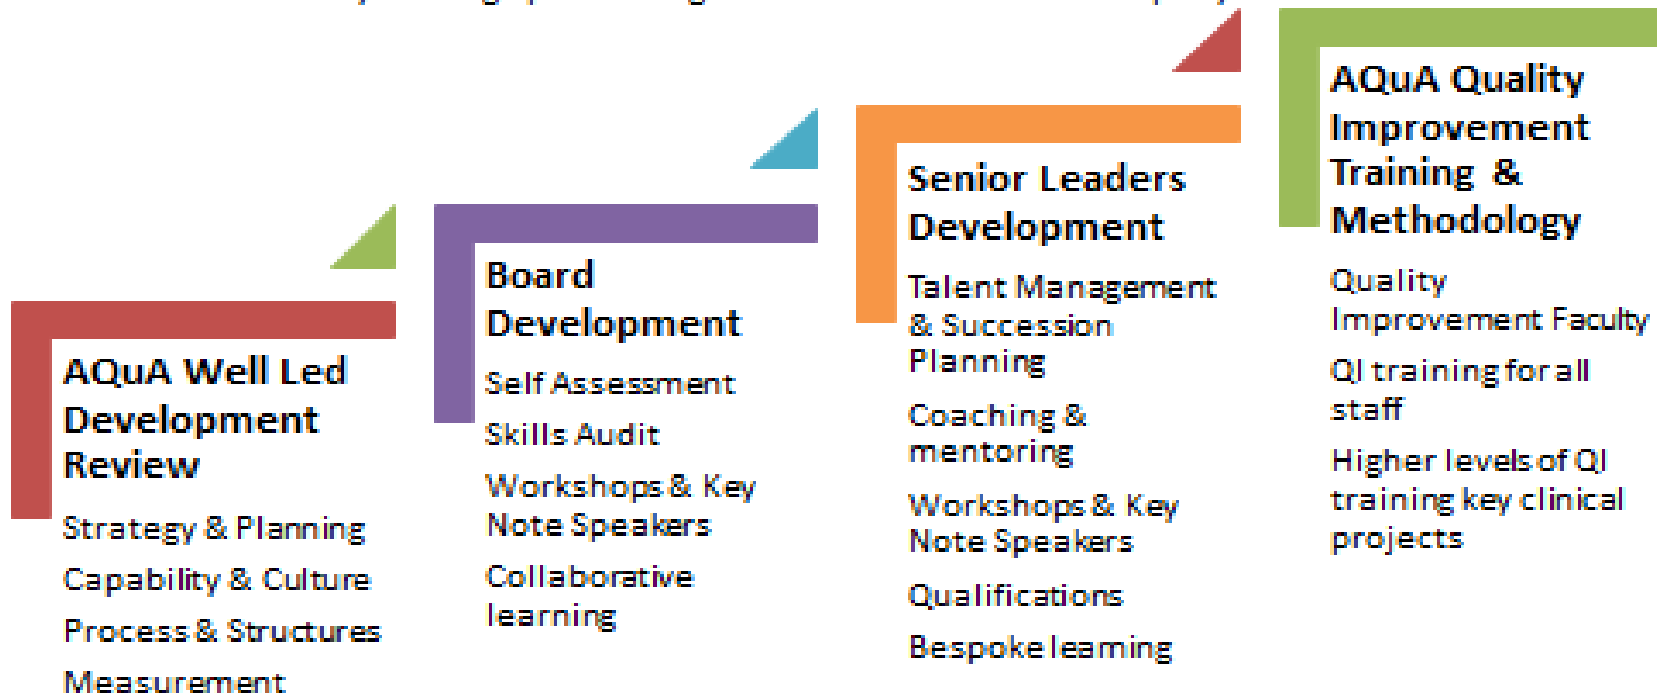 AQuA Well Led
Development
Review
Strategy & Planning
Capability & Culture
Process & Structures
Measurement
Board
Development
Self Assessment
Skills Audit
Workshops & Key
Note Speakers
Collaborative
learning
Senior Leaders
Development
Talent Management
& Succession
Planning
Coaching &
mentoring
Workshops & Key
Note Speakers
Qualifications
Bespoke learning
AQuA Quality
Improvement
Training &
Methodology
Quality
Improvement Faculty
QI training for all
staff
Higher levels of QI
training key clinical
projects